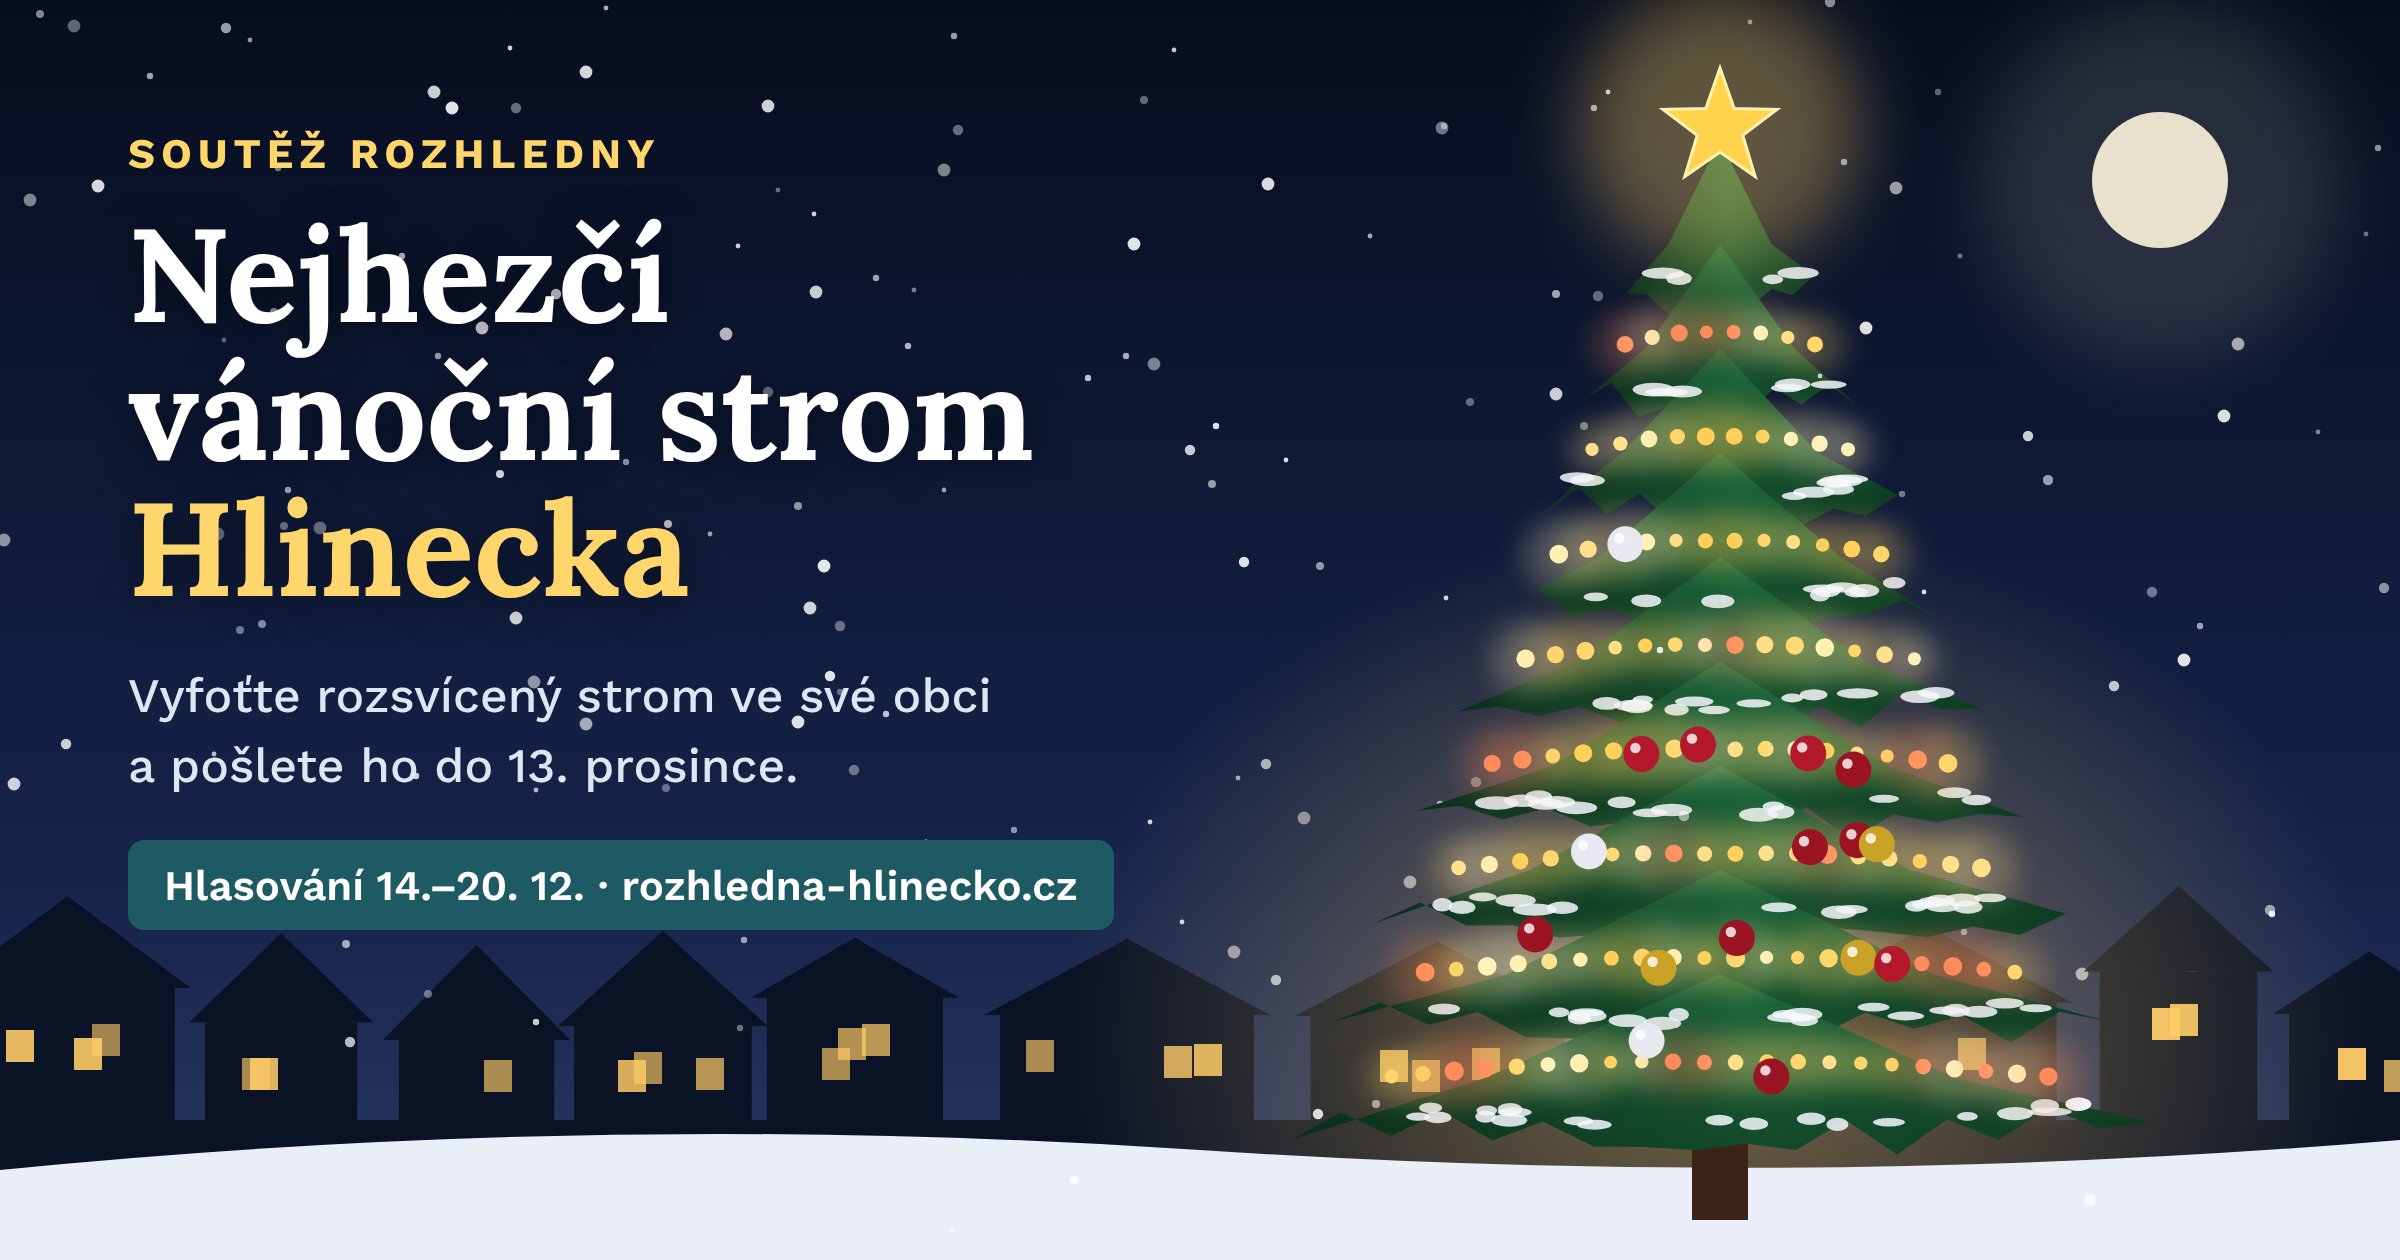 SOUTĚŽ ROZHLEDNY
Nejhezčí
vánoční strom
Hlinecka
Vyfoťte rozsvícený strom ve své obci
a pošlete ho do 13. prosince.
Hlasování 14.–20. 12. · rozhledna-hlinecko.cz